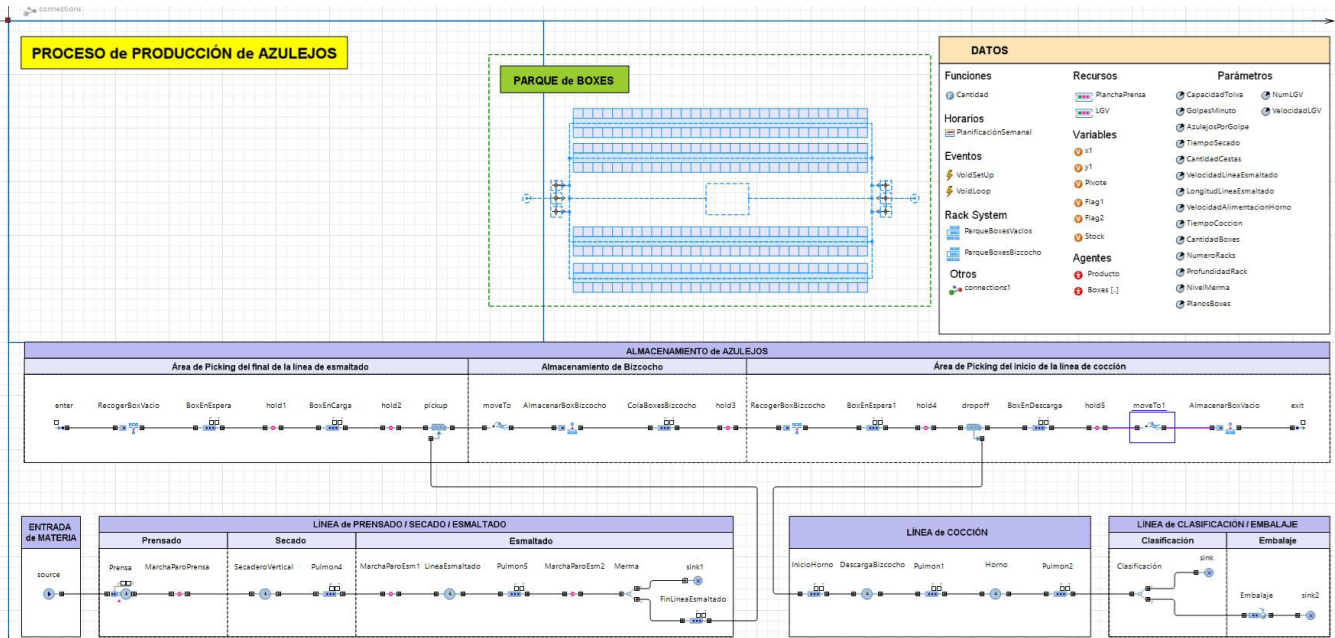 connections
PROCESO de PRODUCCIÓN de AZULEJOS
PARQUE de BOXES
DATOS
Funciones
Cantidad
Horarios
PlanificaciónSemanal
Eventos
VoidSetUp
VoidLoop
Rack System
ParqueBoxesVacios
ParqueBoxesBizcocho
Otros
connections1
Recursos
PlanchaPrensa
LGV
Variables
x1
y1
Pivote
Flag1
Flag2
Stock
Agentes
Producto
Boxes [..]
Parámetros
CapacidadTolva
GolpesMinuto
AzulejosPorGolpe
TiempoSecado
CantidadCestas
VelocidadLineaEsmaltado
LongitudLineaEsmaltado
VelocidadAlimentacionHorno
TiempoCoccion
CantidadBoxes
NumeroRacks
ProfundidadRack
NivelMerma
PlanosBoxes
NumLGV
VelocidadLGV
ALMACENAMIENTO de AZULEJOS
Área de Picking del final de la línea de esmaltado
Almacenamiento de Bizcocho
Área de Picking del inicio de la línea de cocción
enter RecogerBoxVacio BoxEnEspera hold1 BoxEnCarga hold2 pickup moveTo AlmacenarBoxBizcocho ColaBoxesBizcocho hold3 RecogerBoxBizcocho BoxEnEspera1 hold4 dropoff BoxEnDescarga hold5 moveTo1 AlmacenarBoxVacio exit
ENTRADA
de MATERIA
source
LÍNEA de PRENSADO / SECADO / ESMALTADO
Prensado Secado Esmaltado
Prensa MarchaParoPrensa SecaderoVertical Pulmon4 MarchaParoEsm1 LineaEsmaltado Pulmon5 MarchaParoEsm2 Merma sink1
FinLineaEsmaltado
LÍNEA de COCCIÓN
InicioHorno DescargaBizcocho Pulmon1 Horno Pulmon2
LÍNEA de CLASIFICACIÓN / EMBALAJE
Clasificación Embalaje
Clasificación sink
Embalaje sink2